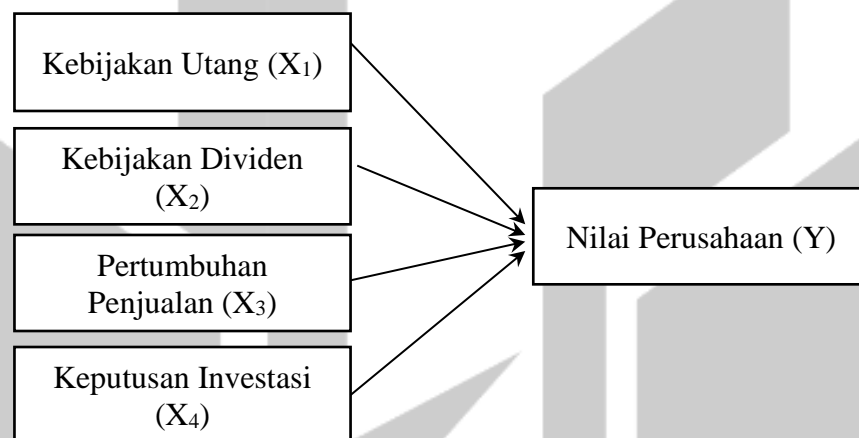 Kebijakan Utang (X₁)
Kebijakan Dividen
(X₂)
Pertumbuhan
Penjualan (X₃)
Keputusan Investasi
(X₄)
Nilai Perusahaan (Y)